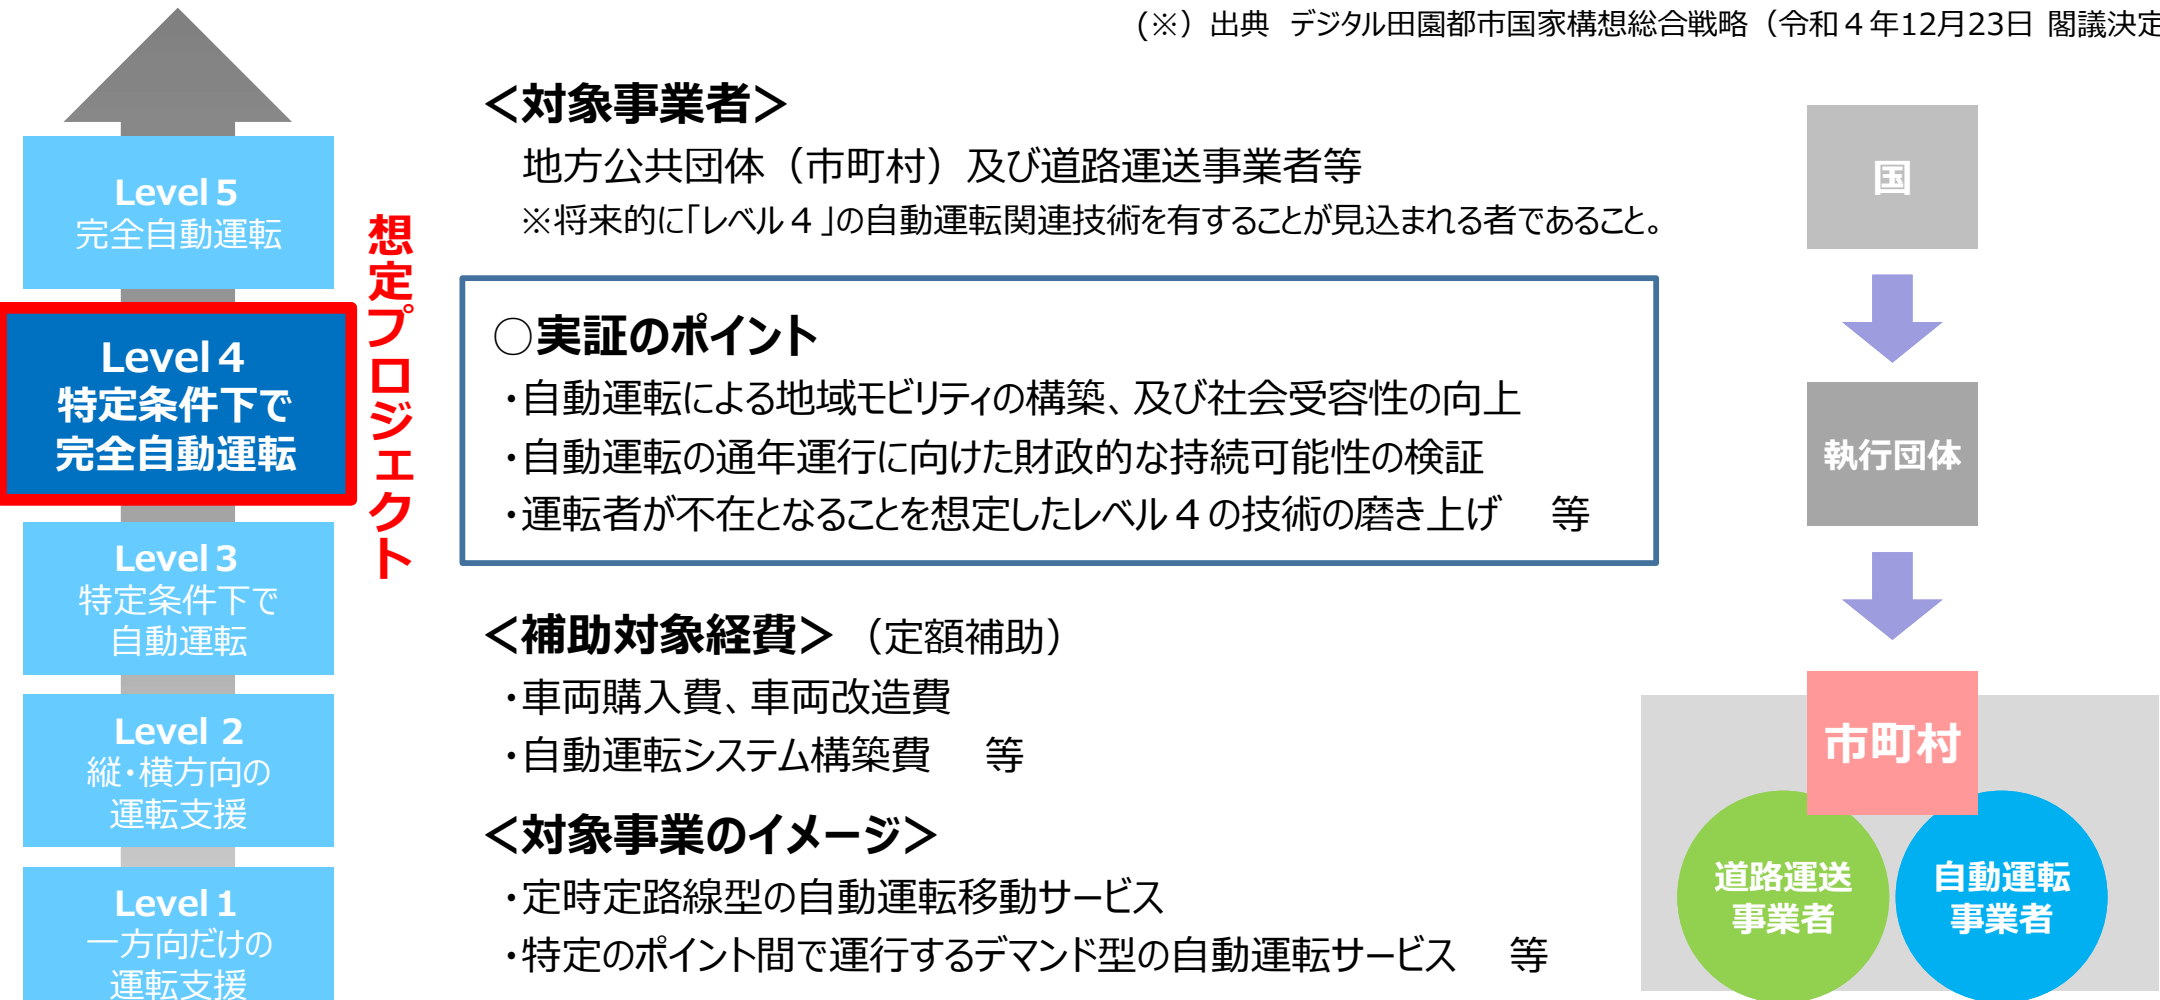 (※）出典　デジタル田園都市国家構想総合戦略（令和４年12月23日 閣議決定
Level５
完全自動運転
Level４
特定条件下で
完全自動運転
Level３
特定条件下で
自動運転
Level ２
縦・横方向の
運転支援
Level１
一方向だけの
運転支援
想定プロジェクト
＜対象事業者＞
地方公共団体（市町村）及び道路運送事業者等
※将来的に「レベル４」の自動運転関連技術を有することが見込まれる者であること。
○実証のポイント
・自動運転による地域モビリティの構築、及び社会受容性の向上
・自動運転の通年運行に向けた財政的な持続可能性の検証
・運転者が不在となることを想定したレベル４の技術の磨き上げ　等
＜補助対象経費＞（定額補助）
・車両購入費、車両改造費
・自動運転システム構築費　等
＜対象事業のイメージ＞
・定時定路線型の自動運転移動サービス
・特定のポイント間で運行するデマンド型の自動運転サービス　等
国
執行団体
市町村
道路運送
事業者
自動運転
事業者